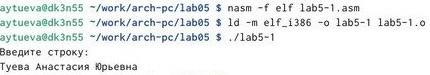 aytueva@dk3n55 ~/work/arch-pc/lab05 $ nasm -f elf lab5-1.asm
aytueva@dk3n55 ~/work/arch-pc/lab05 $ ld -m elf_i386 -o lab5-1 lab5-1.o
aytueva@dk3n55 ~/work/arch-pc/lab05 $ ./lab5-1
Введите строку:
Туева Анастасия Юрьевна